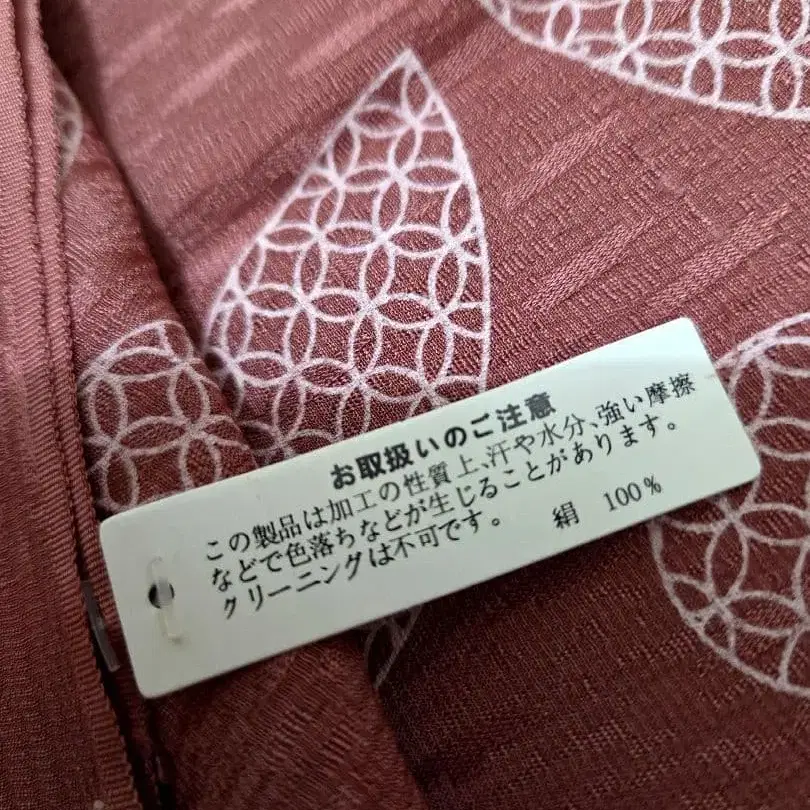 お取扱いのご注意
この製品は加工の性質上、汗や水分、強い摩擦
などで色落ちなどが生じることがあります。
クリーニングは不可です。 絹 100%